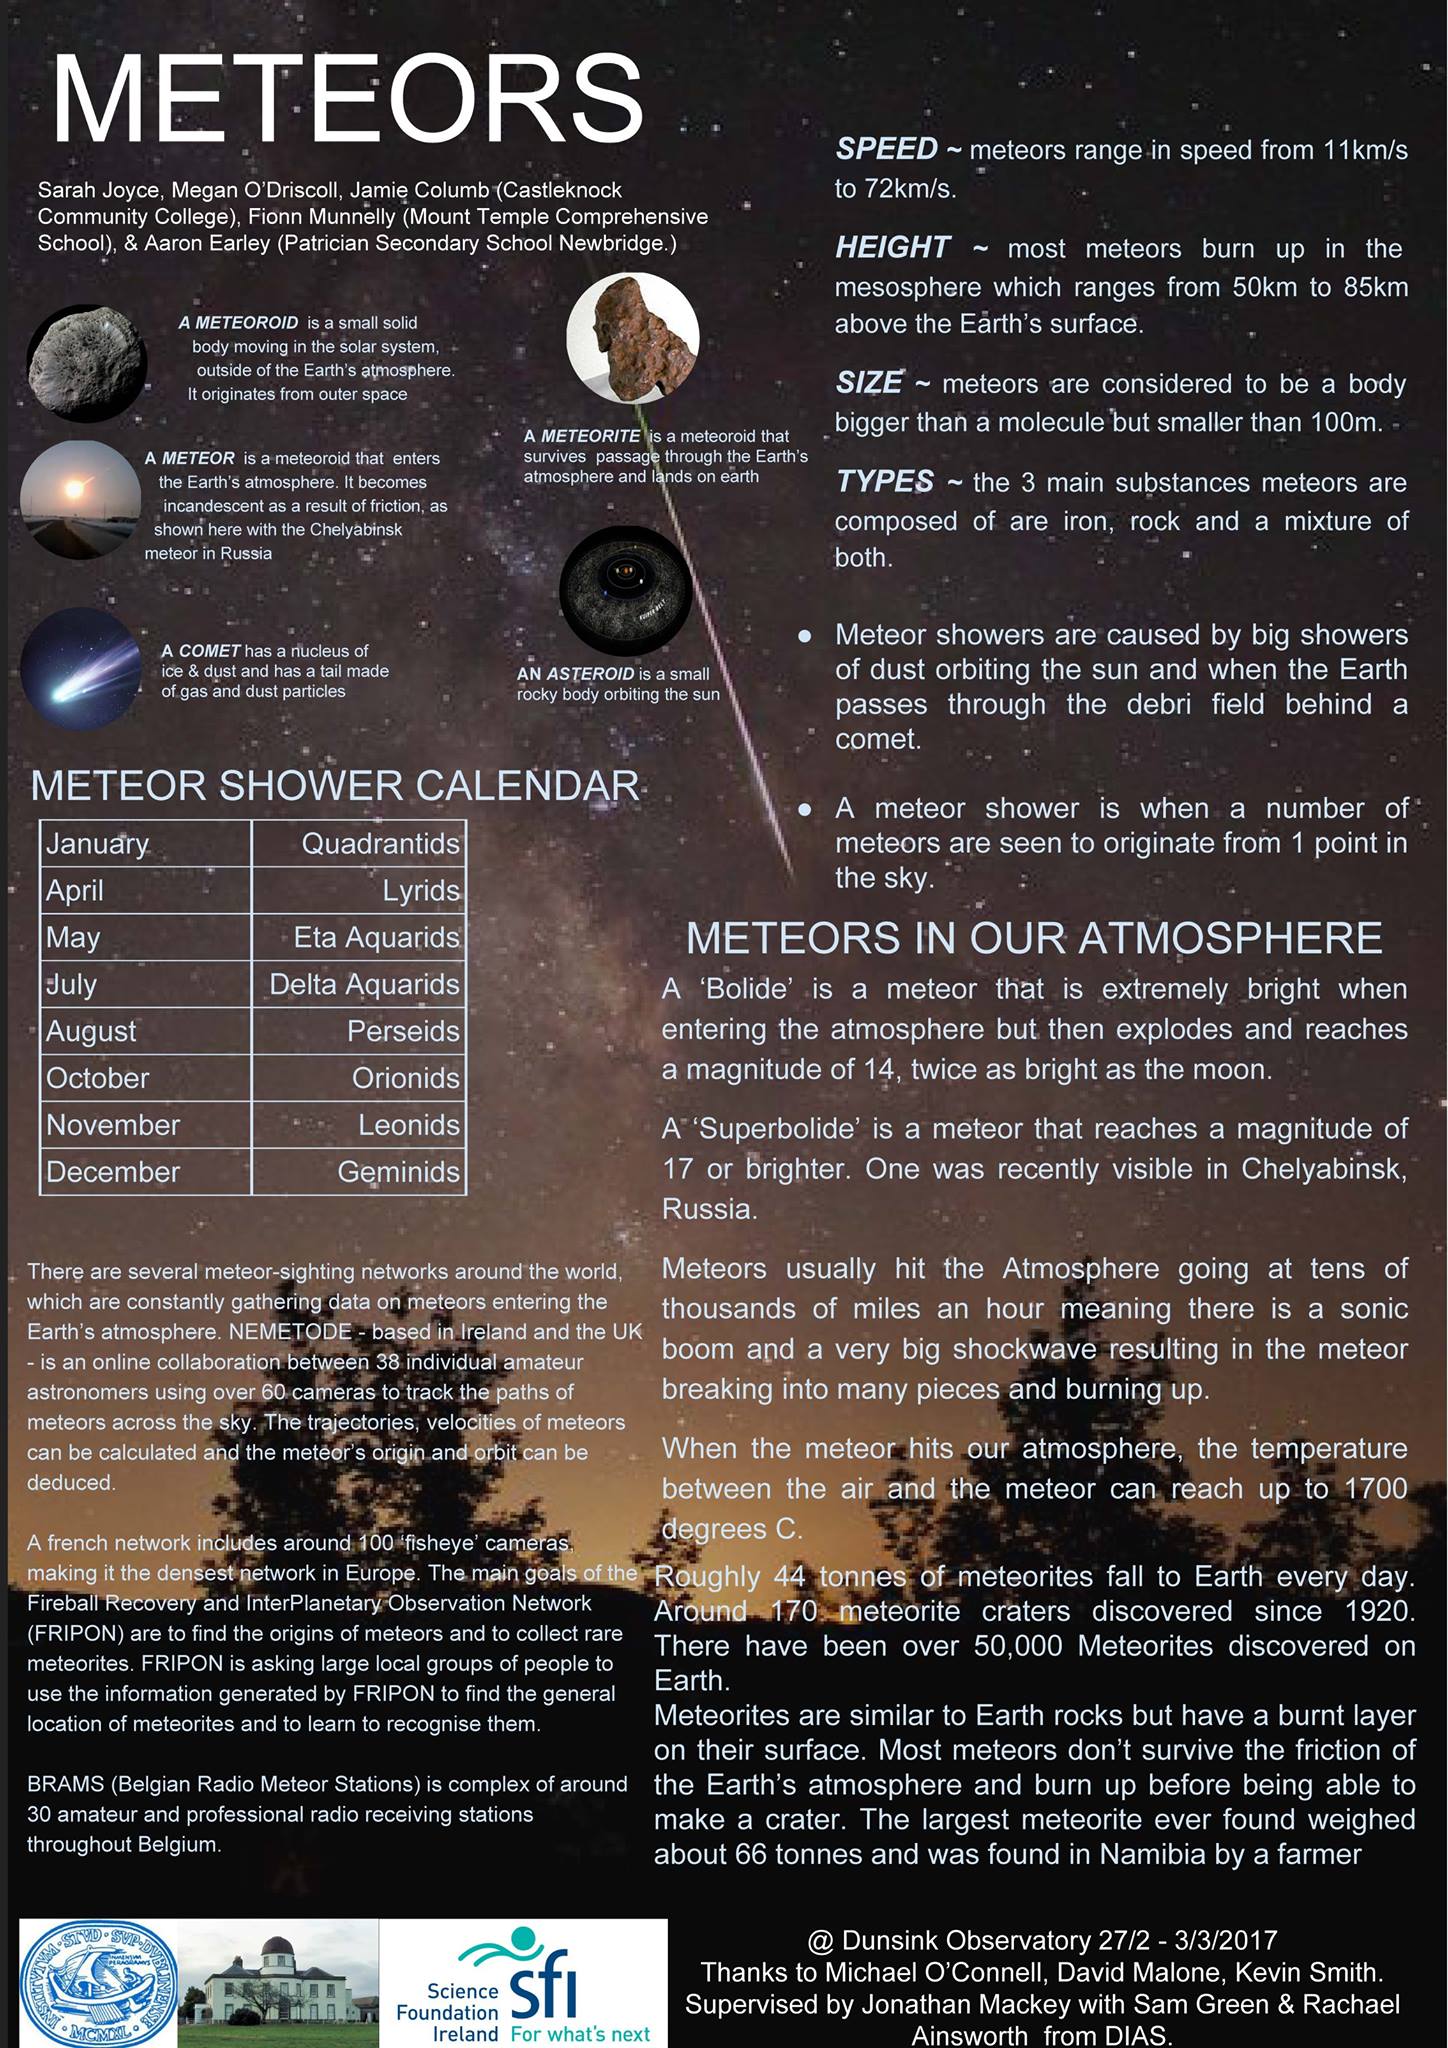 METEORS
Sarah Joyce, Megan O'Driscoll, Jamie Columb (Castleknock
Community College), Fionn Munnelly (Mount Temple Comprehensive
School), & Aaron Earley (Patrician Secondary School Newbridge.)
A METEOROID is a small solid
body moving in the solar system,
outside of the Earth's atmosphere.
It originates from outer space
A METEOR is a meteoroid that enters
the Earth's atmosphere. It becomes
incandescent as a result of friction, as
shown here with the Chelyabinsk
meteor in Russia
A COMET has a nucleus of
ice & dust and has a tail made
of gas and dust particles
A METEORITE is a meteoroid that
survives passage through the Earth's
atmosphere and lands on earth
KUIPER BELT
AN ASTEROID is a small
rocky body orbiting the sun
SPEED ~ meteors range in speed from 11km/s
to 72km/s.
HEIGHT ~ most meteors burn up in the
mesosphere which ranges from 50km to 85km
above the Earth's surface.
SIZE ~ meteors are considered to be a body
bigger than a molecule but smaller than 100m.
TYPES ~ the 3 main substances meteors are
composed of are iron, rock and a mixture of
both.
● Meteor showers are caused by big showers
of dust orbiting the sun and when the Earth
passes through the debri field behind a
comet.
● A meteor shower is when a number of
meteors are seen to originate from 1 point in
the sky.
METEOR SHOWER CALENDAR
January Quadrantids
April Lyrids
May Eta Aquarids
July Delta Aquarids
August Perseids
October Orionids
November Leonids
December Geminids
There are several meteor-sighting networks around the world,
which are constantly gathering data on meteors entering the
Earth's atmosphere. NEMETODE - based in Ireland and the UK
- is an online collaboration between 38 individual amateur
astronomers using over 60 cameras to track the paths of
meteors across the sky. The trajectories, velocities of meteors
can be calculated and the meteor's origin and orbit can be
deduced.
A french network includes around 100 'fisheye' cameras,
making it the densest network in Europe. The main goals of the
Fireball Recovery and InterPlanetary Observation Network
(FRIPON) are to find the origins of meteors and to collect rare
meteorites. FRIPON is asking large local groups of people to
use the information generated by FRIPON to find the general
location of meteorites and to learn to recognise them.
BRAMS (Belgian Radio Meteor Stations) is complex of around
30 amateur and professional radio receiving stations
throughout Belgium.
METEORS IN OUR ATMOSPHERE
A 'Bolide' is a meteor that is extremely bright when
entering the atmosphere but then explodes and reaches
a magnitude of 14, twice as bright as the moon.
A 'Superbolide' is a meteor that reaches a magnitude of
17 or brighter. One was recently visible in Chelyabinsk,
Russia.
Meteors usually hit the Atmosphere going at tens of
thousands of miles an hour meaning there is a sonic
boom and a very big shockwave resulting in the meteor
breaking into many pieces and burning up.
When the meteor hits our atmosphere, the temperature
between the air and the meteor can reach up to 1700
degrees C.
Roughly 44 tonnes of meteorites fall to Earth every day.
Around 170 meteorite craters discovered since 1920.
There have been over 50,000 Meteorites discovered on
Earth.
Meteorites are similar to Earth rocks but have a burnt layer
on their surface. Most meteors don't survive the friction of
the Earth's atmosphere and burn up before being able to
make a crater. The largest meteorite ever found weighed
about 66 tonnes and was found in Namibia by a farmer
INSTITVTVM · STVD · SVP · DVBLINENSE · MCMXL ·
Science
Foundation
Ireland
sfi
For what's next
@ Dunsink Observatory 27/2 - 3/3/2017
Thanks to Michael O'Connell, David Malone, Kevin Smith.
Supervised by Jonathan Mackey with Sam Green & Rachael
Ainsworth from DIAS.